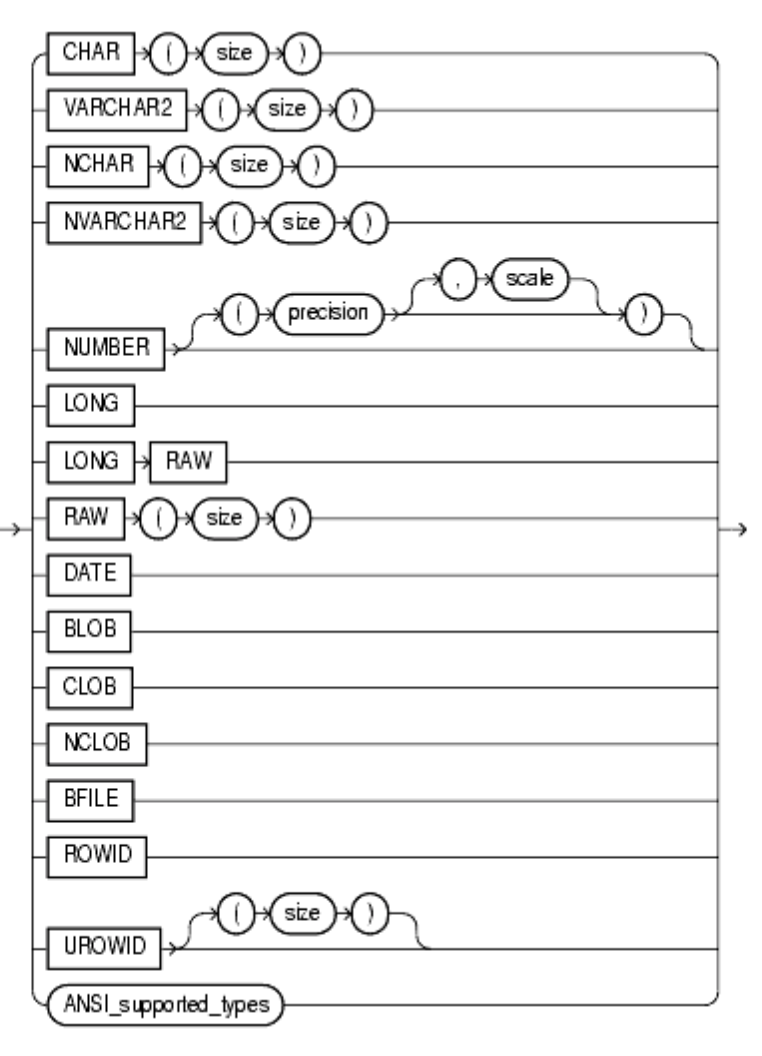 CHAR ( size )
VARCHAR2 ( size )
NCHAR ( size )
NVARCHAR2 ( size )
, scale
( precision )
NUMBER
LONG
LONG RAW
RAW ( size )
DATE
BLOB
CLOB
NCLOB
BFILE
ROWID
( size )
UROWID
ANSI_supported_types